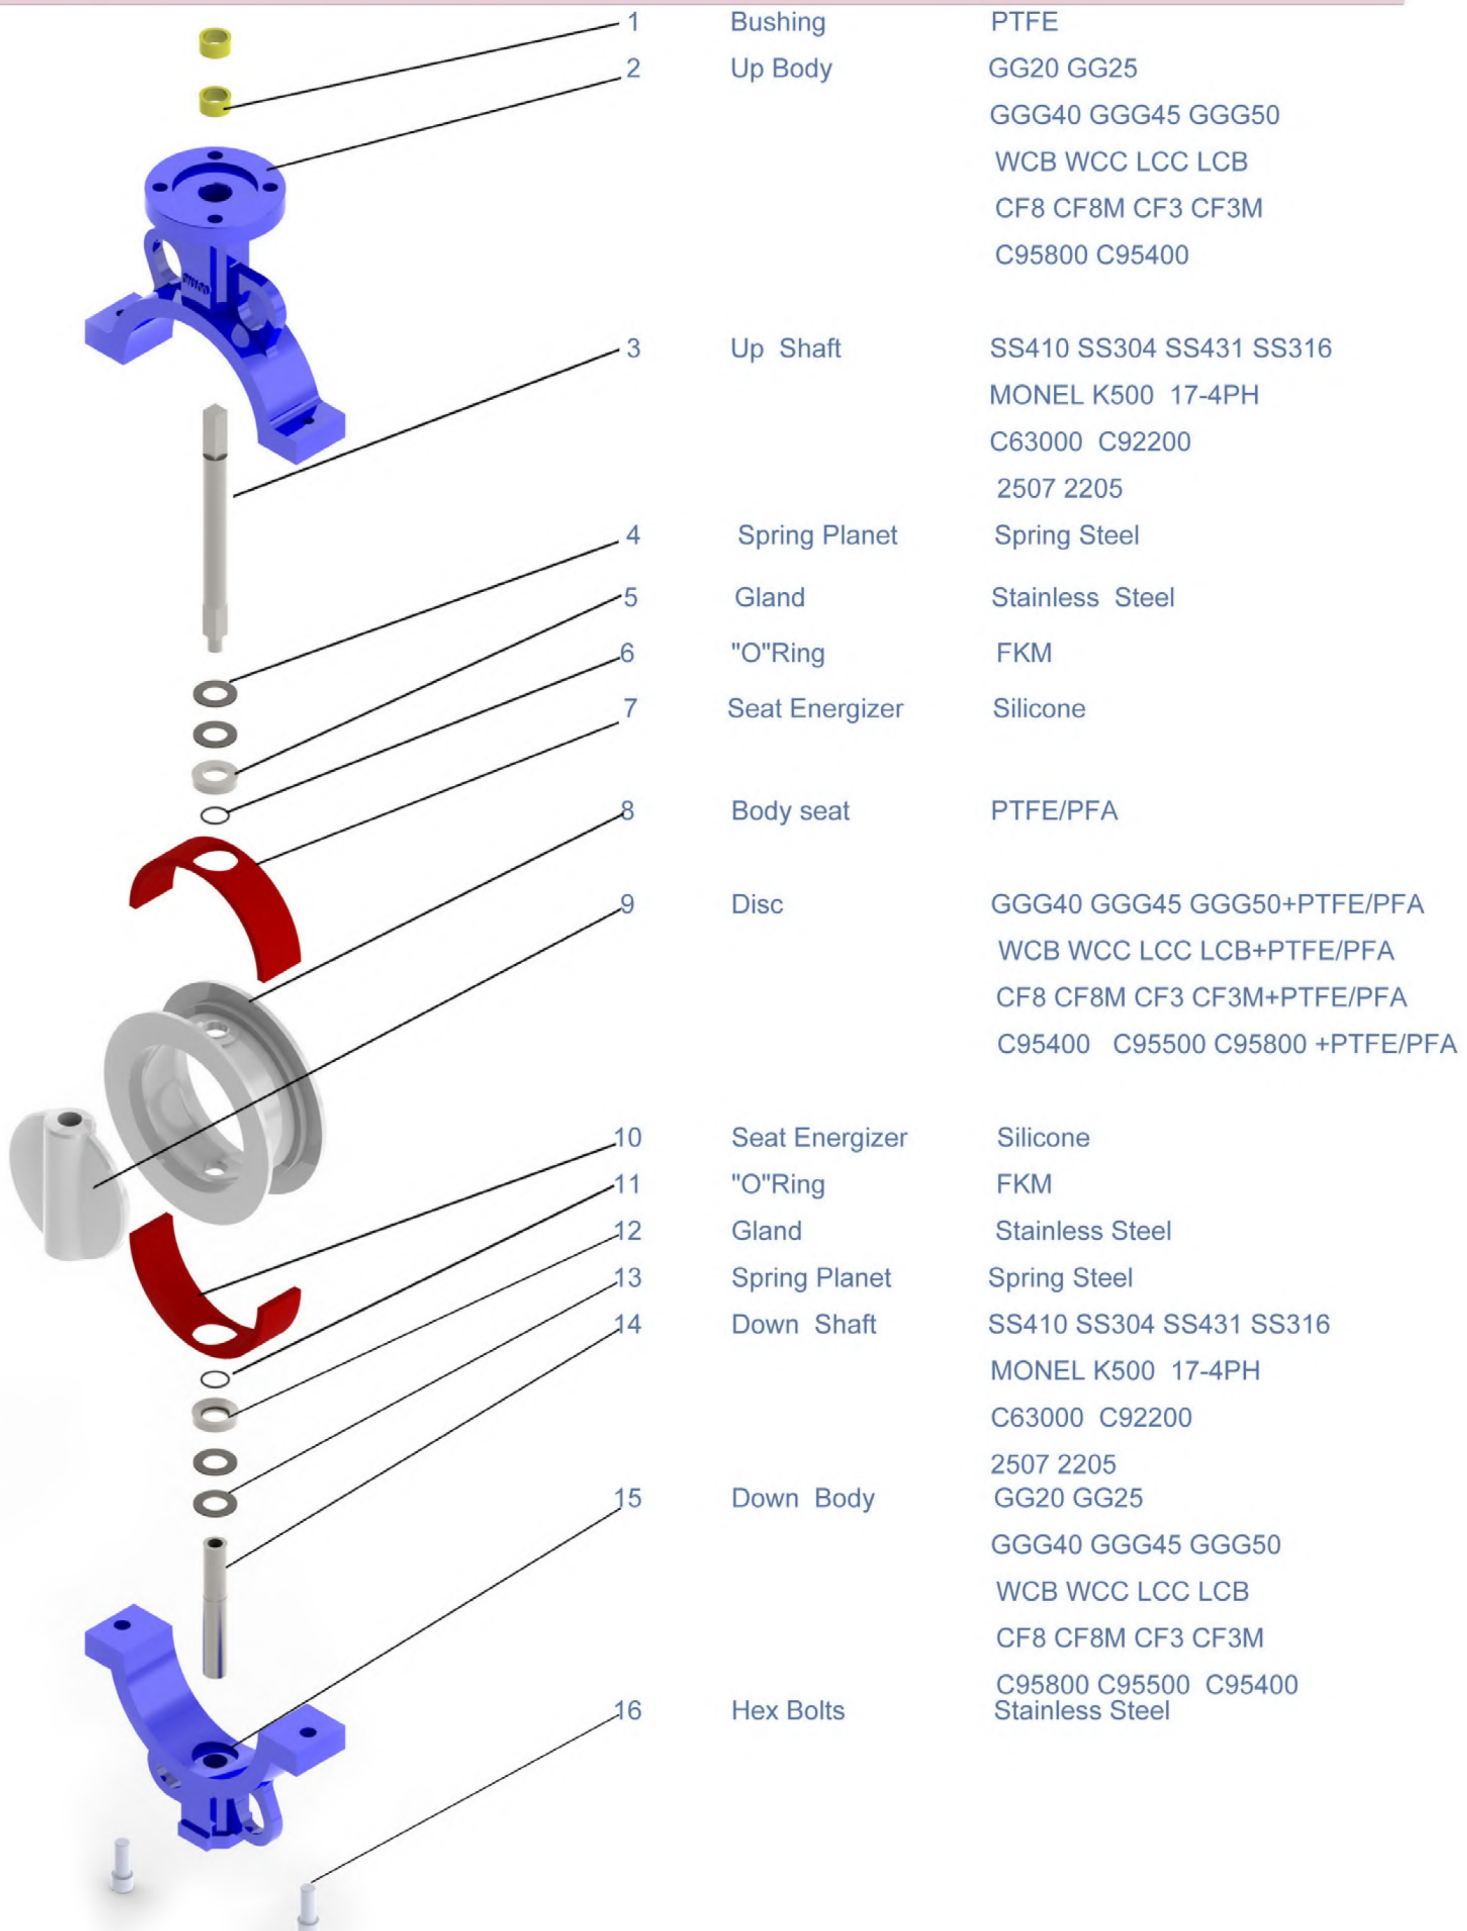 1 Bushing PTFE
2 Up Body GG20 GG25
GGG40 GGG45 GGG50
WCB WCC LCC LCB
CF8 CF8M CF3 CF3M
C95800 C95400
3 Up Shaft SS410 SS304 SS431 SS316
MONEL K500 17-4PH
C63000 C92200
2507 2205
4 Spring Planet Spring Steel
5 Gland Stainless Steel
6 "O"Ring FKM
7 Seat Energizer Silicone
8 Body seat PTFE/PFA
9 Disc GGG40 GGG45 GGG50+PTFE/PFA
WCB WCC LCC LCB+PTFE/PFA
CF8 CF8M CF3 CF3M+PTFE/PFA
C95400 C95500 C95800 +PTFE/PFA
10 Seat Energizer Silicone
11 "O"Ring FKM
12 Gland Stainless Steel
13 Spring Planet Spring Steel
14 Down Shaft SS410 SS304 SS431 SS316
MONEL K500 17-4PH
C63000 C92200
2507 2205
15 Down Body GG20 GG25
GGG40 GGG45 GGG50
WCB WCC LCC LCB
CF8 CF8M CF3 CF3M
C95800 C95500 C95400
16 Hex Bolts Stainless Steel